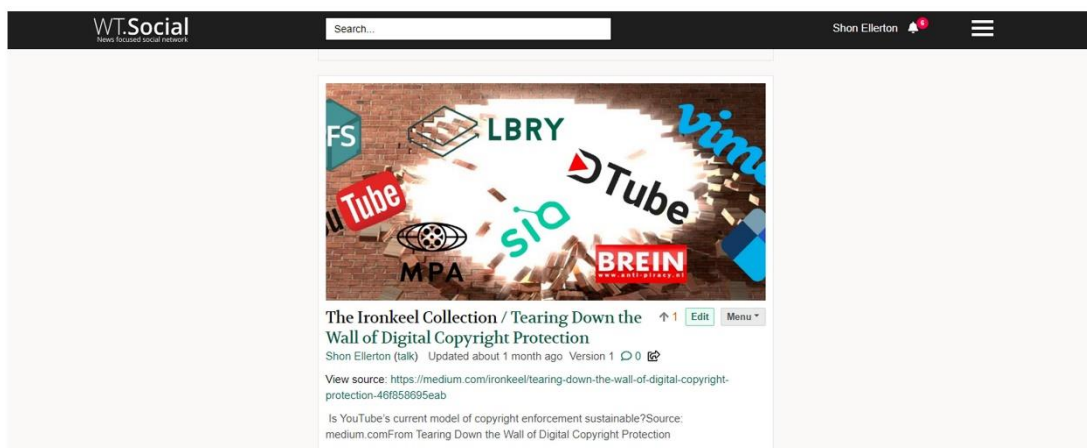 WT.Social
News focused social network
Search...
Shon Ellerton
6
FS
LBRY
vime
DTube
u Tube
sia
MPA
BREIN
www.anti-piracy.nl
The Ironkeel Collection / Tearing Down the
Wall of Digital Copyright Protection
1
Edit
Menu
Shon Ellerton (talk) Updated about 1 month ago Version 1 0
View source: https://medium.com/ironkeel/tearing-down-the-wall-of-digital-copyright-
protection-46f858695eab
Is YouTube's current model of copyright enforcement sustainable?Source:
medium.comFrom Tearing Down the Wall of Digital Copyright Protection